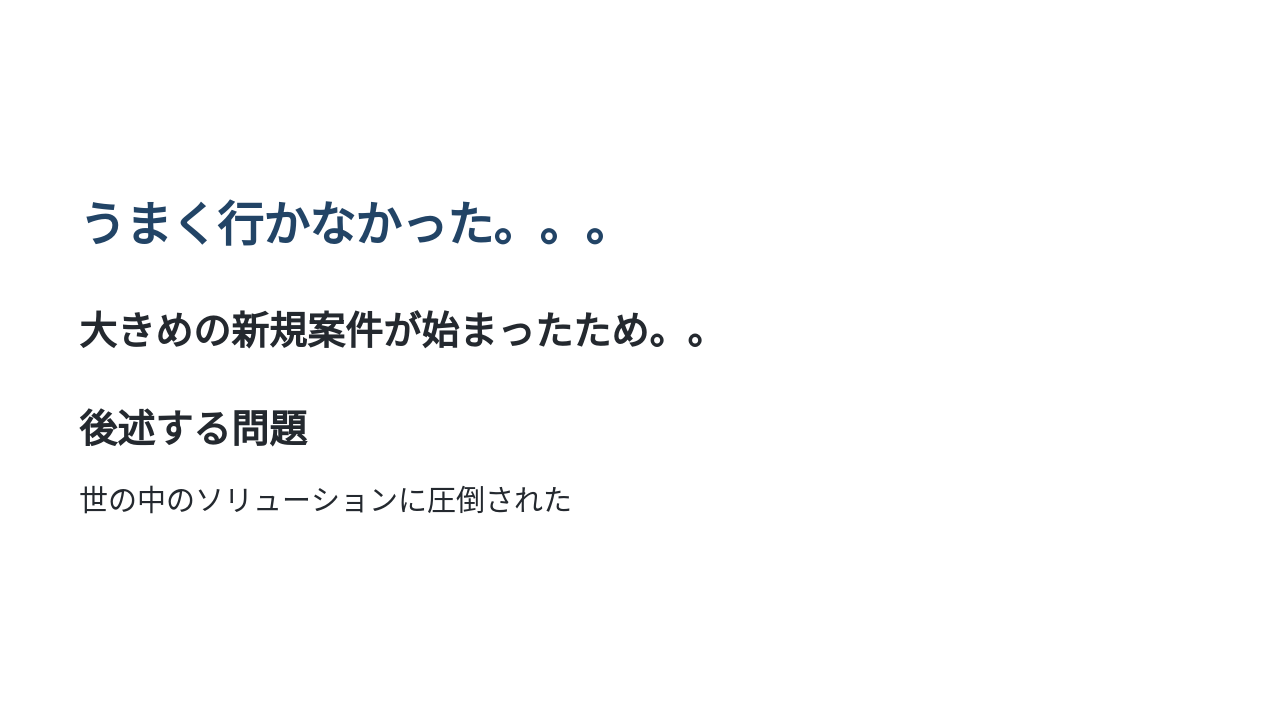 うまく行かなかった。。。
大きめの新規案件が始まったため。。
後述する問題
世の中のソリューションに圧倒された